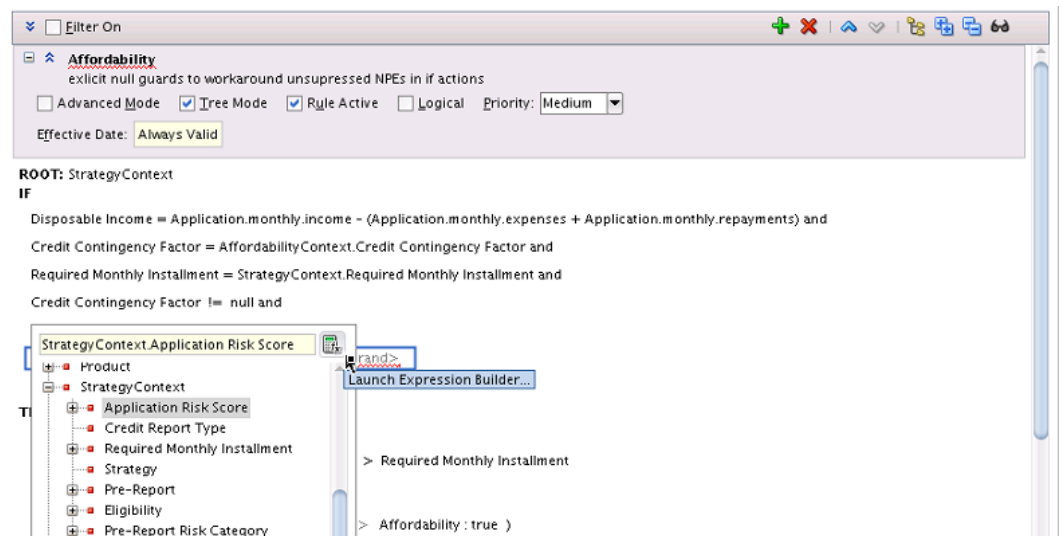 Filter On
Affordability
exlicit null guards to workaround unsupressed NPEs in if actions
Advanced Mode Tree Mode Rule Active Logical Priority: Medium
Effective Date: Always Valid
ROOT: StrategyContext
IF
Disposable Income = Application.monthly.income - (Application.monthly.expenses + Application.monthly.repayments) and
Credit Contingency Factor = AffordabilityContext.Credit Contingency Factor and
Required Monthly Installment = StrategyContext.Required Monthly Installment and
Credit Contingency Factor != null and
StrategyContext.Application Risk Score
rand>
Product
Launch Expression Builder...
StrategyContext
Application Risk Score
Credit Report Type
Required Monthly Installment
> Required Monthly Installment
Strategy
Pre-Report
Eligibility
> Affordability : true )
Pre-Report Risk Category